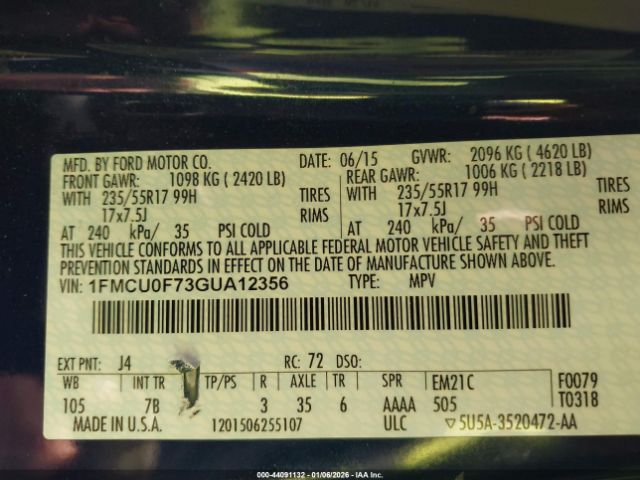 MFD. BY FORD MOTOR CO. DATE: 06/15 GVWR: 2096 KG ( 4620 LB)
FRONT GAWR: 1098 KG ( 2420 LB) REAR GAWR: 1006 KG ( 2218 LB)
WITH 235/55R17 99H TIRES WITH 235/55R17 99H TIRES
17x7.5J RIMS 17x7.5J RIMS
AT 240 kPa/ 35 PSI COLD AT 240 kPa/ 35 PSI COLD
THIS VEHICLE CONFORMS TO ALL APPLICABLE FEDERAL MOTOR VEHICLE SAFETY AND THEFT
PREVENTION STANDARDS IN EFFECT ON THE DATE OF MANUFACTURE SHOWN ABOVE.
VIN: 1FMCU0F73GUA12356 TYPE: MPV
EXT PNT: J4 RC: 72 DSO:
WB INT TR TP/PS R AXLE TR SPR EM21C F0079
105 7B 3 35 6 AAAA 505 T0318
MADE IN U.S.A. 1201506255107 ULC ▽5U5A-3520472-AA
000-44091132 - 01/06/2026 - IAA Inc.